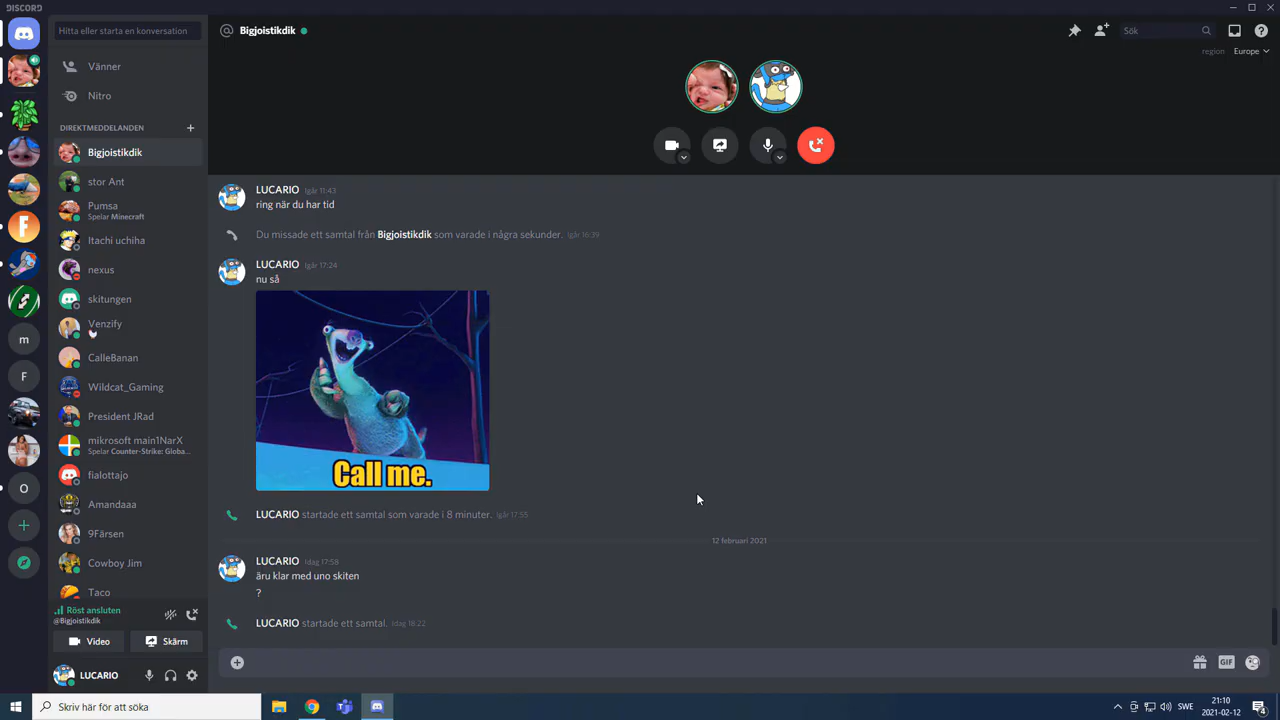 DISCORD
Hitta eller starta en konversation
@ Bigjoistikdik
Sök
region Europe
Vänner
Nitro
DIREKTMEDDELANDEN +
Bigjoistikdik
stor Ant
Pumsa
Spelar Minecraft
Itachi uchiha
nexus
skitungen
Venzify
CalleBanan
Wildcat_Gaming
President JRad
mikrosoft main1NarX
Spelar Counter-Strike: Globa...
fialottajo
Amandaaa
9Färsen
Cowboy Jim
Taco
F
m
F
O
Röst ansluten
@Bigjoistikdik
Video
Skärm
LUCARIO
LUCARIO Igår 11:43
ring när du har tid
Du missade ett samtal från Bigjoistikdik som varade i några sekunder. Igår 16:39
LUCARIO Igår 17:24
nu så
Call me.
LUCARIO startade ett samtal som varade i 8 minuter. Igår 17:55
12 februari 2021
LUCARIO Idag 17:58
äru klar med uno skiten
?
LUCARIO startade ett samtal. Idag 18:22
GIF
Skriv här för att söka
SWE
21:10
2021-02-12
4